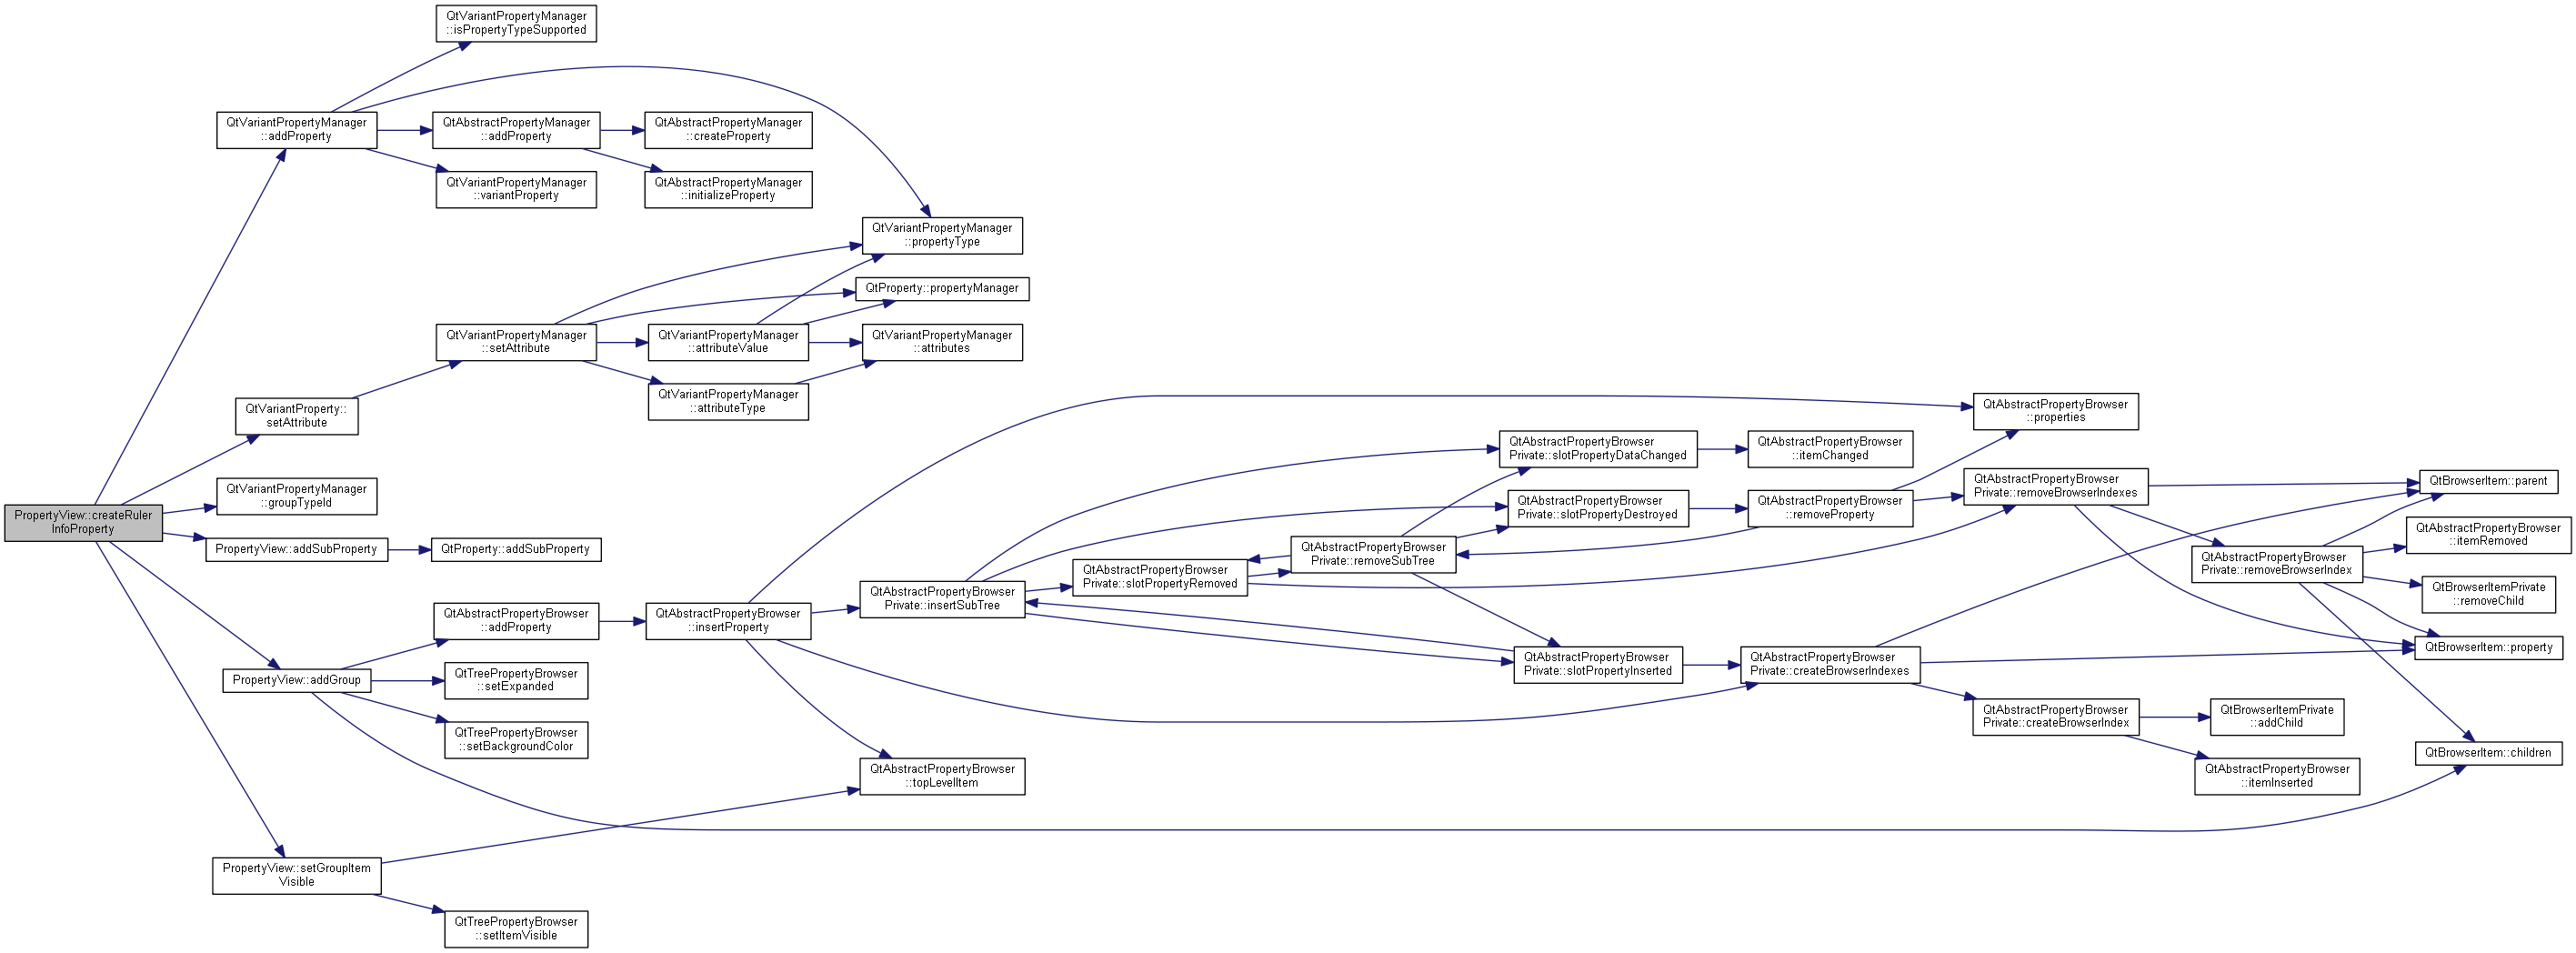 QtVariantPropertyManager
::isPropertyTypeSupported
QtVariantPropertyManager
::addProperty
QtAbstractPropertyManager
::addProperty
QtAbstractPropertyManager
::createProperty
QtVariantPropertyManager
::variantProperty
QtAbstractPropertyManager
::initializeProperty
QtVariantPropertyManager
::propertyType
QtProperty::propertyManager
QtVariantPropertyManager
::setAttribute
QtVariantPropertyManager
::attributeValue
QtVariantPropertyManager
::attributes
QtVariantPropertyManager
::attributeType
QtVariantProperty::
setAttribute
QtVariantPropertyManager
::groupTypeId
PropertyView::createRuler
InfoProperty
PropertyView::addSubProperty
QtProperty::addSubProperty
QtAbstractPropertyBrowser
::properties
QtAbstractPropertyBrowser
Private::slotPropertyDataChanged
QtAbstractPropertyBrowser
::itemChanged
QtAbstractPropertyBrowser
Private::slotPropertyDestroyed
QtAbstractPropertyBrowser
::removeProperty
QtAbstractPropertyBrowser
Private::removeBrowserIndexes
QtBrowserItem::parent
QtAbstractPropertyBrowser
::itemRemoved
QtAbstractPropertyBrowser
Private::removeSubTree
QtAbstractPropertyBrowser
Private::slotPropertyRemoved
QtAbstractPropertyBrowser
Private::removeBrowserIndex
QtBrowserItemPrivate
::removeChild
QtAbstractPropertyBrowser
Private::insertSubTree
QtAbstractPropertyBrowser
::addProperty
QtAbstractPropertyBrowser
::insertProperty
QtBrowserItem::property
PropertyView::addGroup
QtTreePropertyBrowser
::setExpanded
QtAbstractPropertyBrowser
Private::slotPropertyInserted
QtAbstractPropertyBrowser
Private::createBrowserIndexes
QtTreePropertyBrowser
::setBackgroundColor
QtAbstractPropertyBrowser
Private::createBrowserIndex
QtBrowserItemPrivate
::addChild
QtBrowserItem::children
QtAbstractPropertyBrowser
::topLevelItem
QtAbstractPropertyBrowser
::itemInserted
PropertyView::setGroupItem
Visible
QtTreePropertyBrowser
::setItemVisible